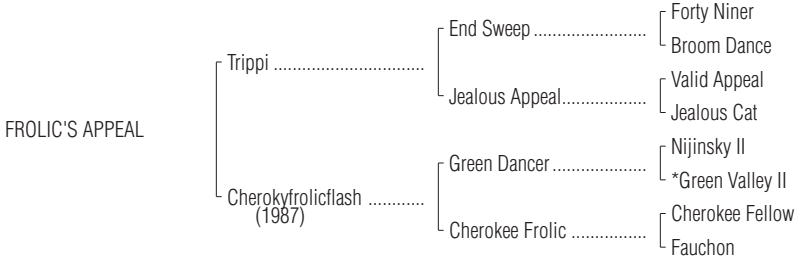 Forty Niner
End Sweep ........................
Broom Dance
Trippi ................................
Valid Appeal
Jealous Appeal..................
Jealous Cat
FROLIC'S APPEAL
Nijinsky II
Green Dancer ....................
*Green Valley II
Cherokyfrolicflash ............
(1987)
Cherokee Fellow
Cherokee Frolic ................
Fauchon